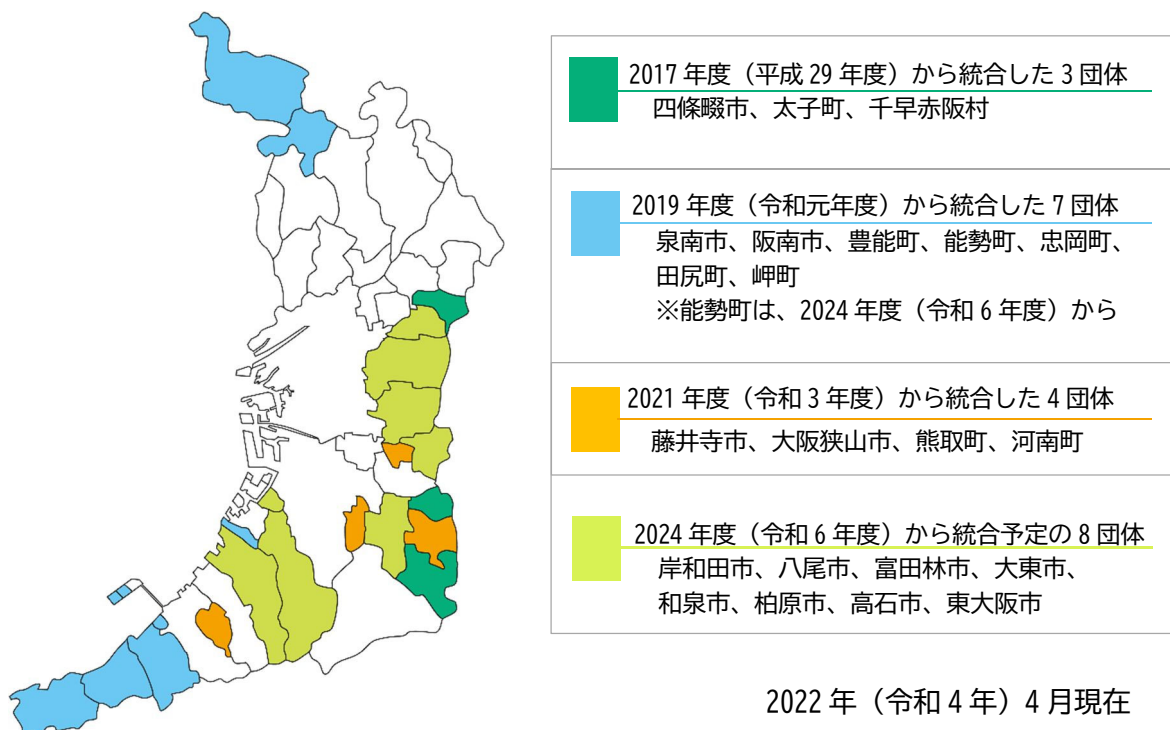 2017 年度（平成 29 年度）から統合した 3 団体
四條畷市、太子町、千早赤阪村
2019 年度（令和元年度）から統合した 7 団体
泉南市、阪南市、豊能町、能勢町、忠岡町、
田尻町、岬町
※能勢町は、2024 年度（令和 6 年度）から
2021 年度（令和 3 年度）から統合した 4 団体
藤井寺市、大阪狭山市、熊取町、河南町
2024 年度（令和 6 年度）から統合予定の 8 団体
岸和田市、八尾市、富田林市、大東市、
和泉市、柏原市、高石市、東大阪市
2022 年（令和 4 年）4 月現在